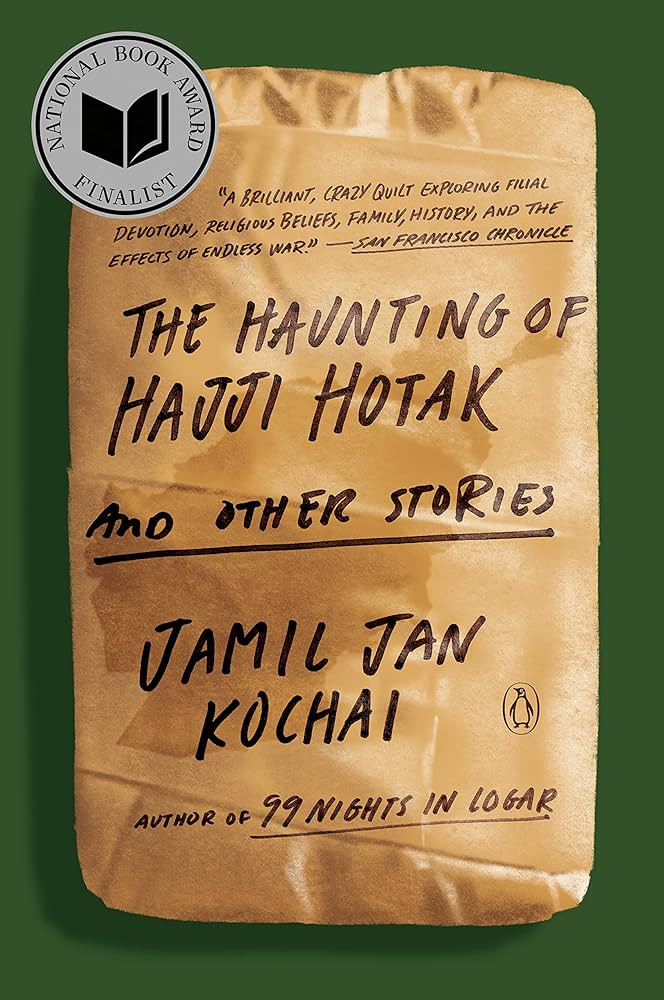 NATIONAL BOOK AWARD
FINALIST
"A BRILLIANT, CRAZY QUILT EXPLORING FILIAL
DEVOTION, RELIGIOUS BELIEFS, FAMILY, HISTORY, AND THE
EFFECTS OF ENDLESS WAR." —SAN FRANCISCO CHRONICLE
THE HAUNTING OF
HAJJI HOTAK
AND OTHER STORIES
JAMIL JAN
KOCHAI
AUTHOR OF 99 NIGHTS IN LOGAR